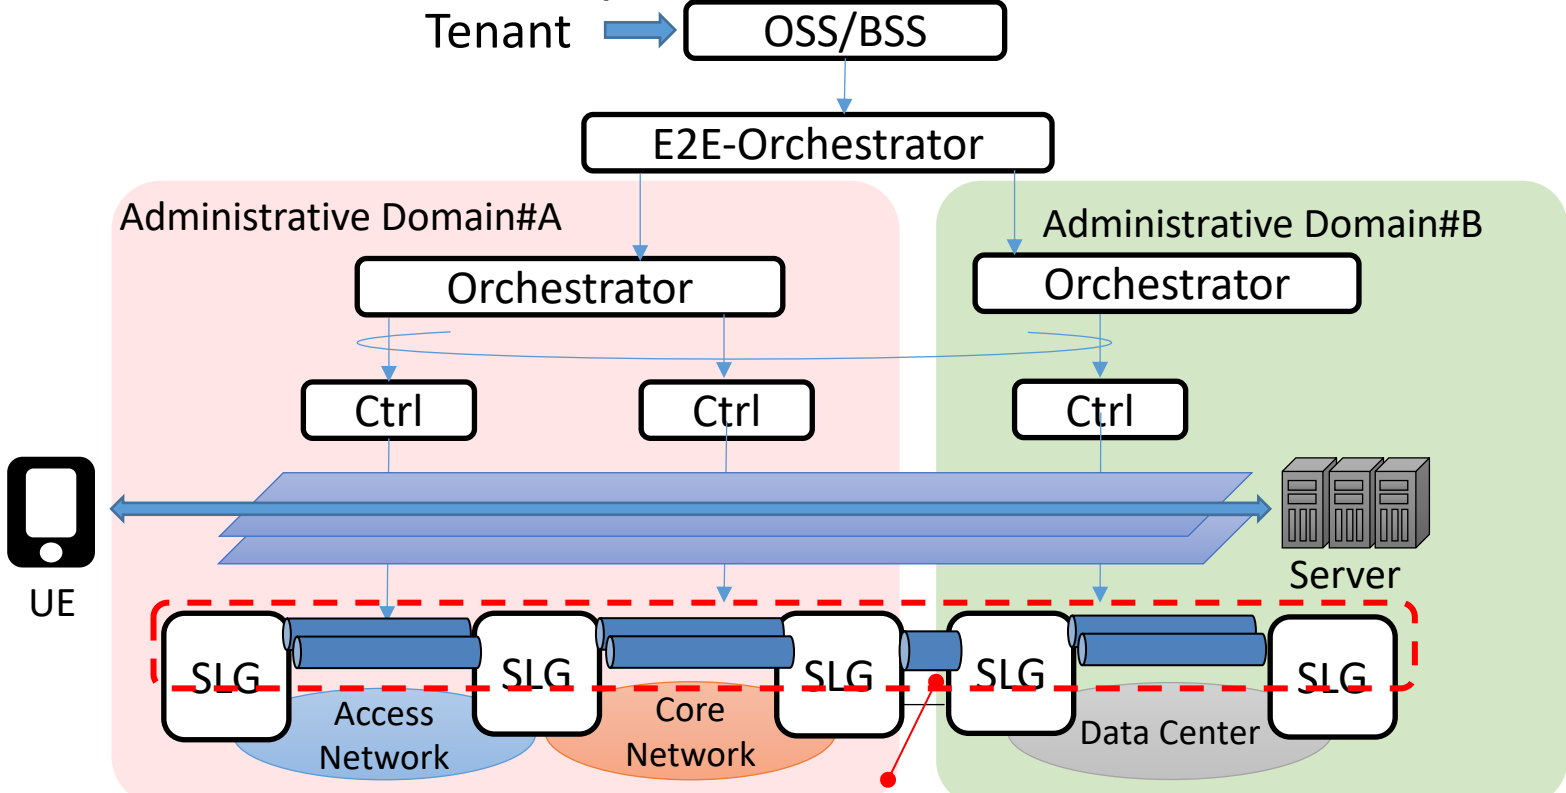 Tenant
OSS/BSS
E2E-Orchestrator
Administrative Domain#A
Administrative Domain#B
Orchestrator
Orchestrator
Ctrl
Ctrl
Ctrl
UE
Server
SLG
SLG
SLG
SLG
SLG
Access
Network
Core
Network
Data Center